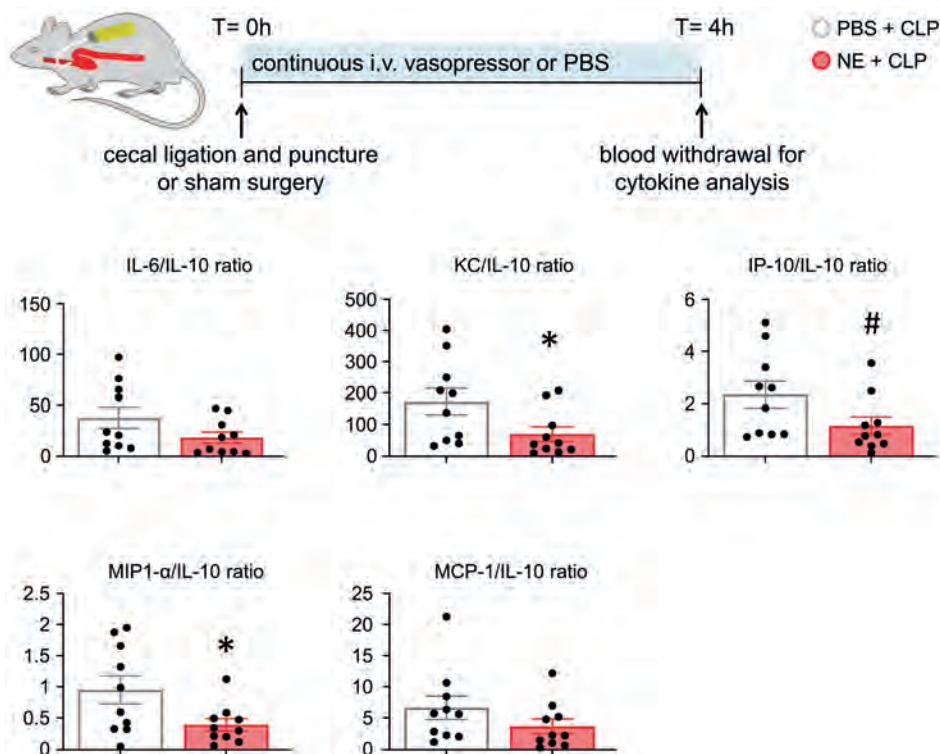 T= 0h
T= 4h
PBS + CLP
NE + CLP
continuous i.v. vasopressor or PBS
cecal ligation and puncture
or sham surgery
blood withdrawal for
cytokine analysis
IL-6/IL-10 ratio
150
100
50
0
KC/IL-10 ratio
500
400
300
200
100
0
*
IP-10/IL-10 ratio
6
4
2
0
#
MIP1-α/IL-10 ratio
2.5
2
1.5
1
0.5
0
*
MCP-1/IL-10 ratio
25
20
15
10
5
0